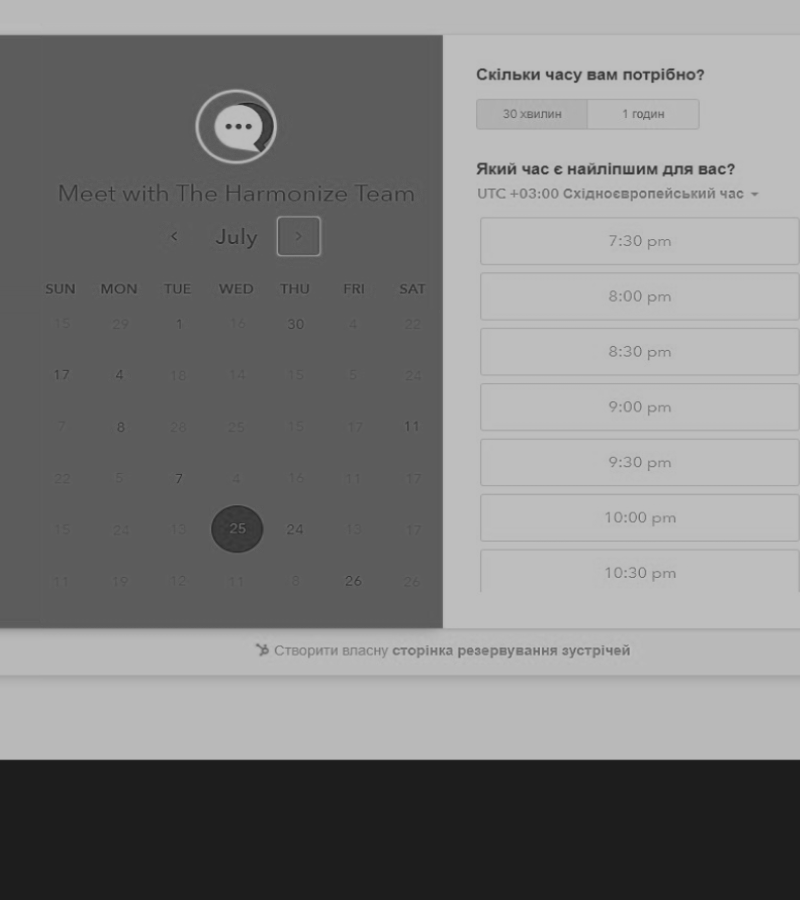 Meet with The Harmonize Team
< July >
SUN MON TUE WED THU FRI SAT
15 29 1 16 30 4 22
17 4 18 14 15 5 24
7 8 28 25 15 17 11
22 5 7 4 16 11 17
15 24 13 25 24 13 17
11 19 12 11 8 26 26
Скільки часу вам потрібно?
30 хвилин 1 годин
Який час є найліпшим для вас?
UTC +03:00 Східноєвропейський час
7:30 pm
8:00 pm
8:30 pm
9:00 pm
9:30 pm
10:00 pm
10:30 pm
Створити власну сторінка резервування зустрічей